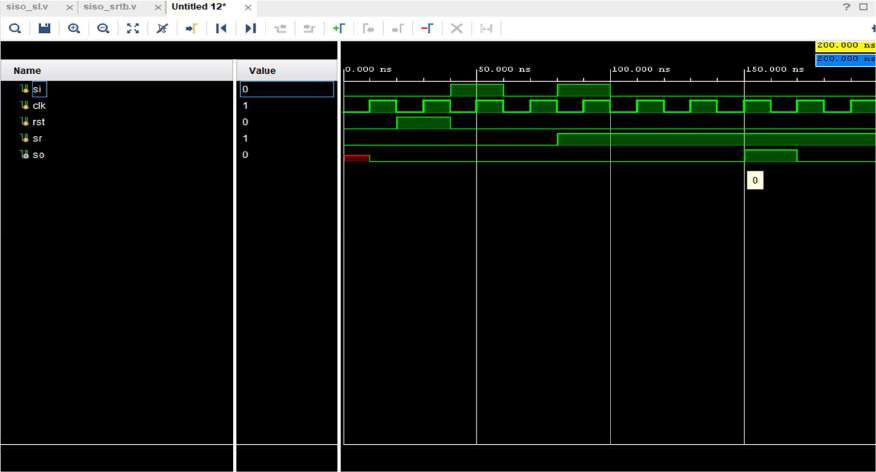 siso_sl.v × siso_srtb.v × Untitled 12* × ?
200.000 ns
200.000 ns
Name Value 0.000 ns 50.000 ns 100.000 ns 150.000 ns
si 0
clk 1
rst 0
sr 1
so 0
0